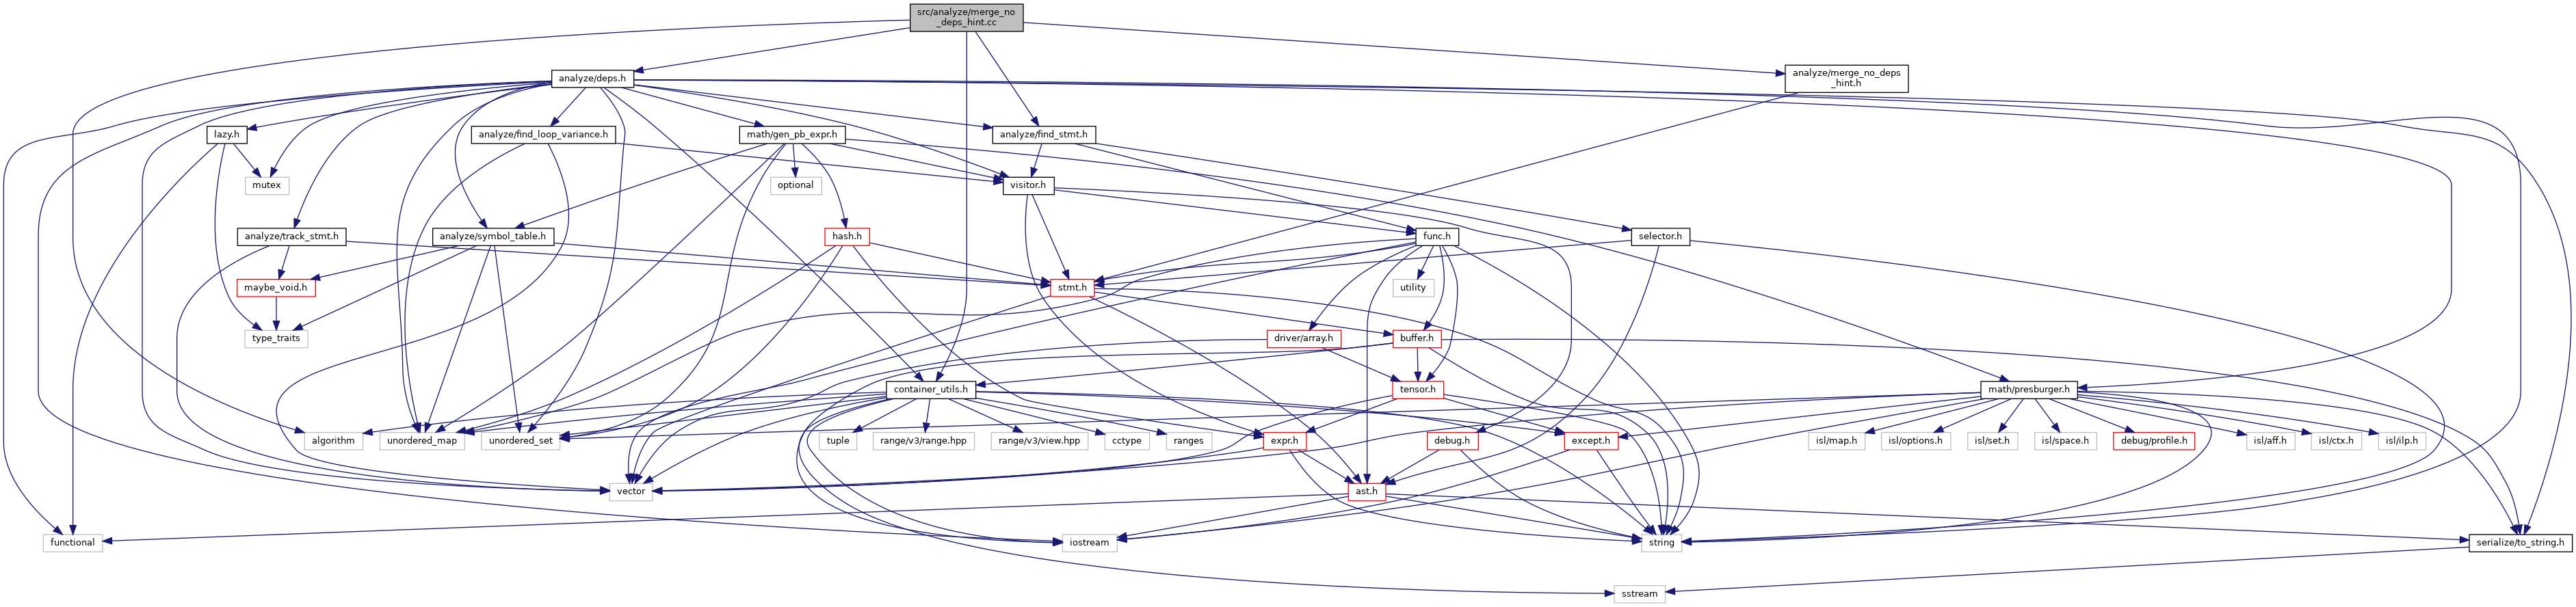 src/analyze/merge_no
_deps_hint.cc
analyze/deps.h
analyze/merge_no_deps
_hint.h
lazy.h
analyze/find_loop_variance.h
math/gen_pb_expr.h
analyze/find_stmt.h
mutex
optional
visitor.h
analyze/track_stmt.h
analyze/symbol_table.h
hash.h
func.h
selector.h
maybe_void.h
stmt.h
utility
type_traits
driver/array.h
buffer.h
container_utils.h
tensor.h
math/presburger.h
algorithm
unordered_map
unordered_set
tuple
range/v3/range.hpp
range/v3/view.hpp
cctype
ranges
expr.h
debug.h
except.h
isl/map.h
isl/options.h
isl/set.h
isl/space.h
debug/profile.h
isl/aff.h
isl/ctx.h
isl/ilp.h
vector
ast.h
functional
iostream
string
serialize/to_string.h
sstream